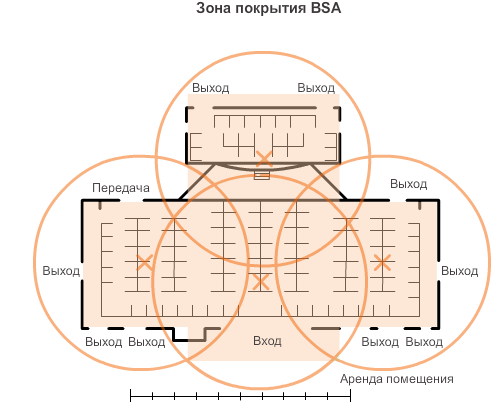 Зона покрытия BSA
Выход Выход
Передача Выход
Выход Выход
Выход Выход Вход Выход Выход
Аренда помещения